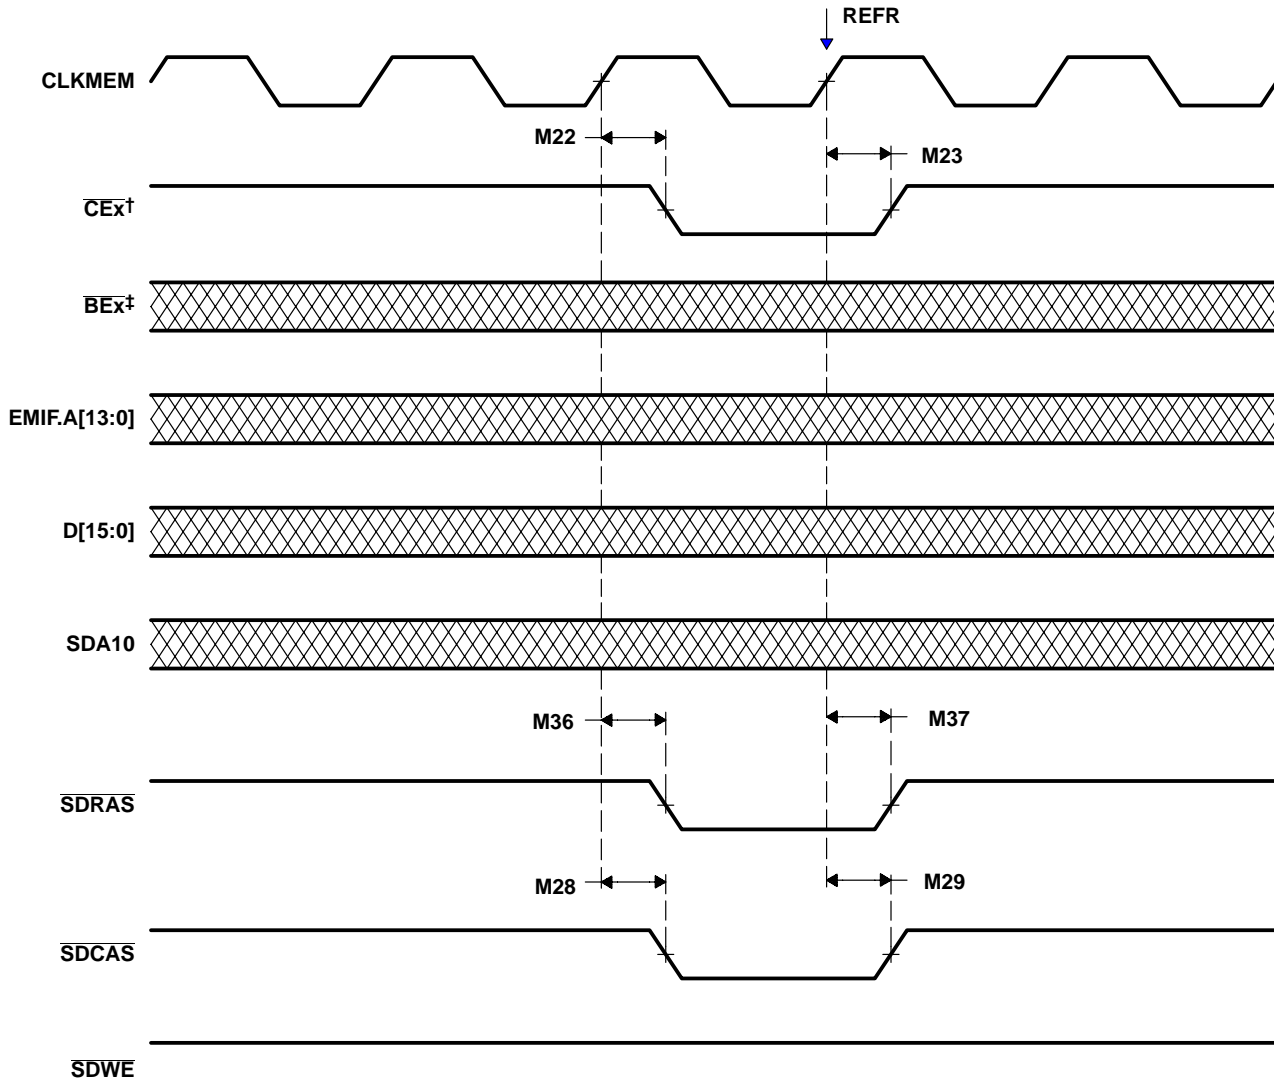 REFR
CLKMEM
M22
M23
CEx†
BEx‡
EMIF.A[13:0]
D[15:0]
SDA10
M36
M37
SDRAS
M28
M29
SDCAS
SDWE